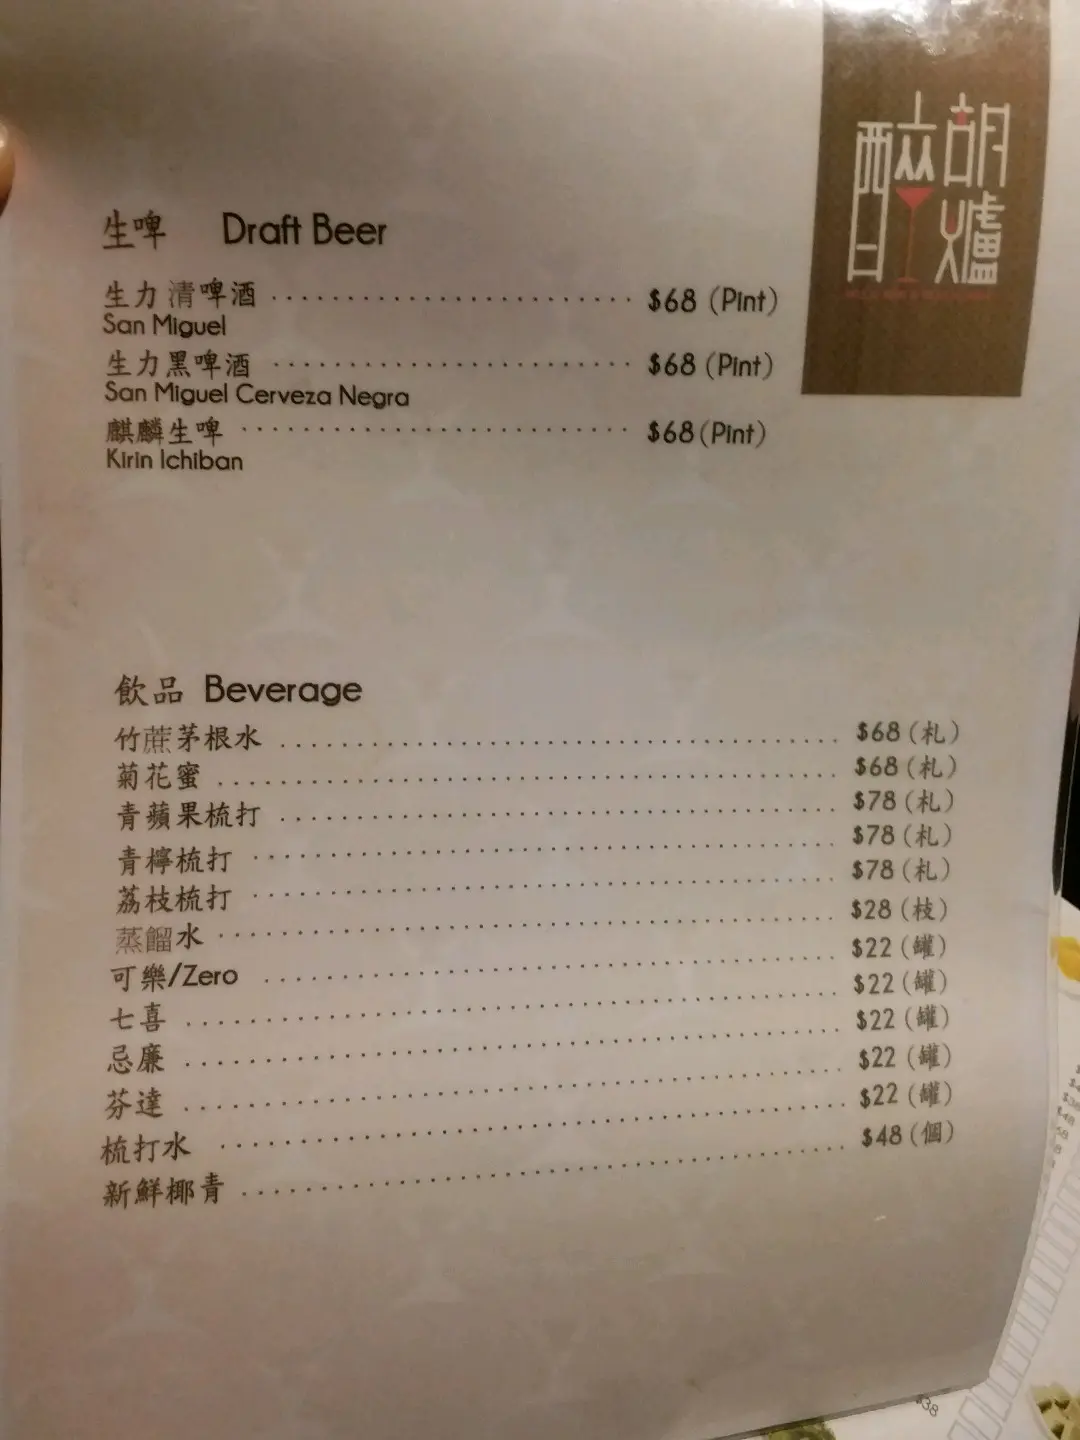 醉胡爐
生啤 Draft Beer
生力清啤酒 ........................ $68 (Pint)
San Miguel
生力黑啤酒 ........................ $68 (Pint)
San Miguel Cerveza Negra
麒麟生啤 ........................ $68 (Pint)
Kirin Ichiban
飲品 Beverage
竹蔗茅根水 ........................ $68 (札)
菊花蜜 ........................ $68 (札)
青蘋果梳打 ........................ $78 (札)
青檸梳打 ........................ $78 (札)
荔枝梳打 ........................ $78 (札)
蒸餾水 ........................ $28 (枝)
可樂/Zero ........................ $22 (罐)
七喜 ........................ $22 (罐)
忌廉 ........................ $22 (罐)
芬達 ........................ $22 (罐)
梳打水 ........................ $22 (罐)
新鮮椰青 ........................ $48 (個)
$38